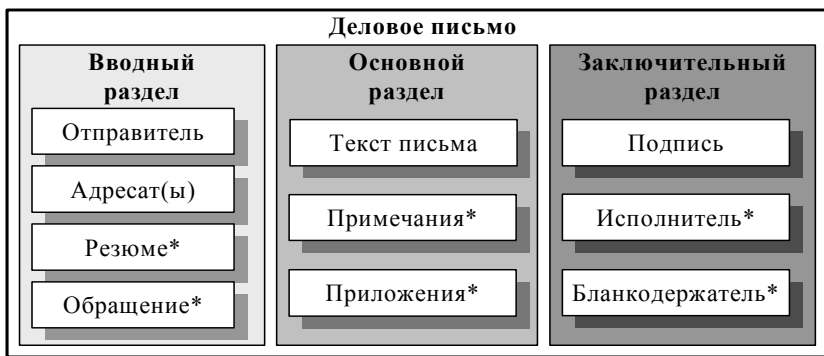 Деловое письмо
Вводный
раздел
Отправитель
Адресат(ы)
Резюме*
Обращение*
Основной
раздел
Текст письма
Примечания*
Приложения*
Заключительный
раздел
Подпись
Исполнитель*
Бланкодержатель*